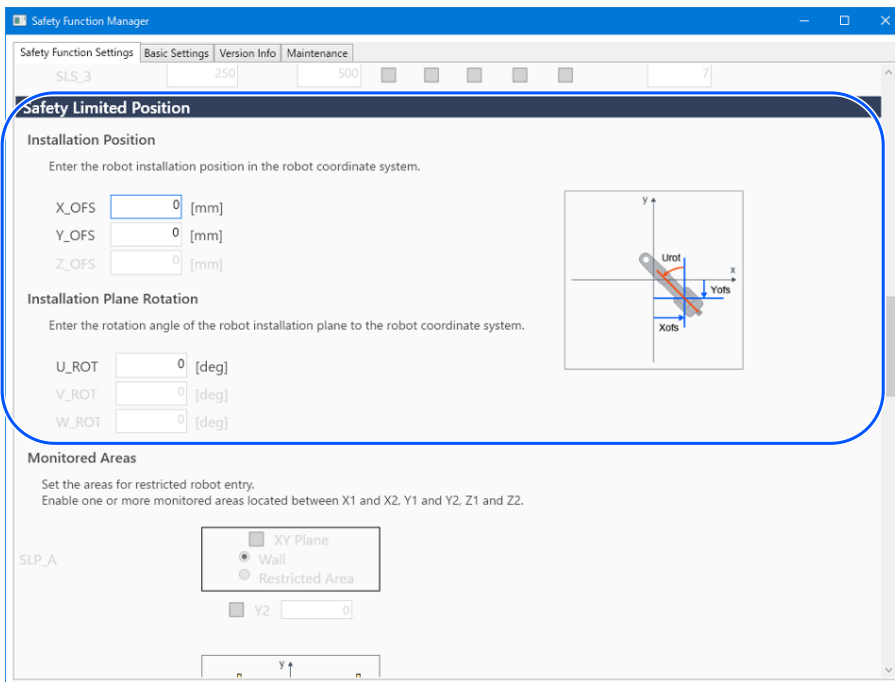 Safety Function Manager
Safety Function Settings Basic Settings Version Info Maintenance
SLS_3 250 500 7
Safety Limited Position
Installation Position
Enter the robot installation position in the robot coordinate system.
X_OFS 0 [mm]
Y_OFS 0 [mm]
Z_OFS 0 [mm]
y
Urot
x
Yofs
Xofs
Installation Plane Rotation
Enter the rotation angle of the robot installation plane to the robot coordinate system.
U_ROT 0 [deg]
V_ROT 0 [deg]
W_ROT 0 [deg]
Monitored Areas
Set the areas for restricted robot entry.
Enable one or more monitored areas located between X1 and X2, Y1 and Y2, Z1 and Z2.
SLP_A
XY Plane
Wall
Restricted Area
Y2 0
y